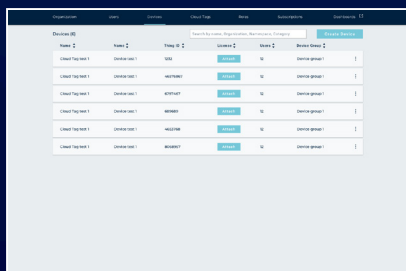 Organization Users Devices Cloud Tags Roles Subscriptions Dashboards
Devices (6) Search by name, Organization, Marketplace, Category Create Device
Name Name Thing ID License Users Device Group
Cloud Tag test 1 Device test 1 1232 Attach 12 Device group 1
Cloud Tag test 1 Device test 1 Attach 12 Device group 1
Cloud Tag test 1 Device test 1 Attach 12 Device group 1
Cloud Tag test 1 Device test 1 Attach 12 Device group 1
Cloud Tag test 1 Device test 1 Attach 12 Device group 1
Cloud Tag test 1 Device test 1 Attach 12 Device group 1